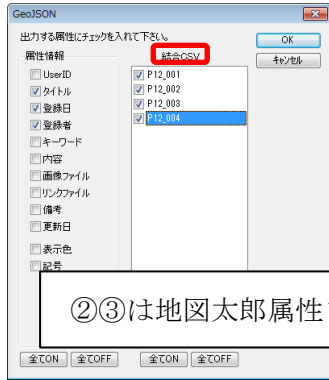 GeoJSON
出力する属性にチェックを入れて下さい。
OK
キャンセル
属性情報
結合CSV
UserID
タイトル
登録日
登録者
キーワード
内容
画像ファイル
リンクファイル
備考
更新日
表示色
記号
P12_001
P12_002
P12_003
P12_004
②③は地図太郎属性
全てON
全てOFF
全てON
全てOFF